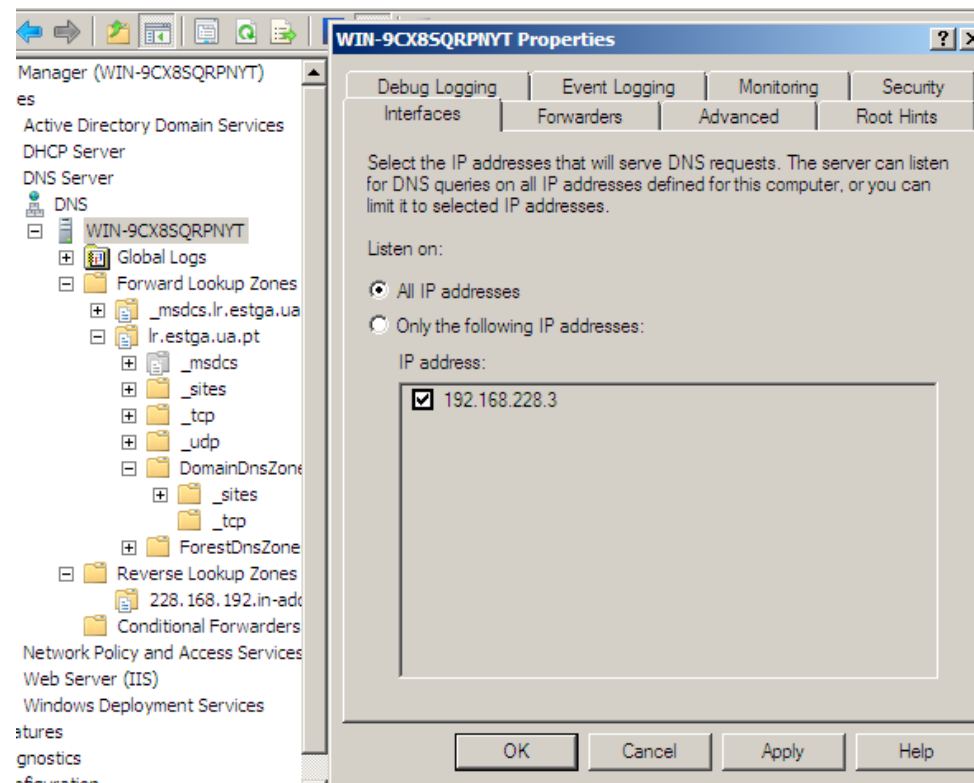 Manager (WIN-9CX8SQRPNYT)
es
Active Directory Domain Services
DHCP Server
DNS Server
DNS
WIN-9CX8SQRPNYT
Global Logs
Forward Lookup Zones
_msdcs.lr.estga.ua
lr.estga.ua.pt
_msdcs
_sites
_tcp
_udp
DomainDnsZone
_sites
_tcp
ForestDnsZone
Reverse Lookup Zones
228.168.192.in-add
Conditional Forwarders
Network Policy and Access Services
Web Server (IIS)
Windows Deployment Services
atures
gnostics
WIN-9CX8SQRPNYT Properties
Debug Logging
Event Logging
Monitoring
Security
Interfaces
Forwarders
Advanced
Root Hints
Select the IP addresses that will serve DNS requests. The server can listen
for DNS queries on all IP addresses defined for this computer, or you can
limit it to selected IP addresses.
Listen on:
All IP addresses
Only the following IP addresses:
IP address:
192.168.228.3
OK
Cancel
Apply
Help